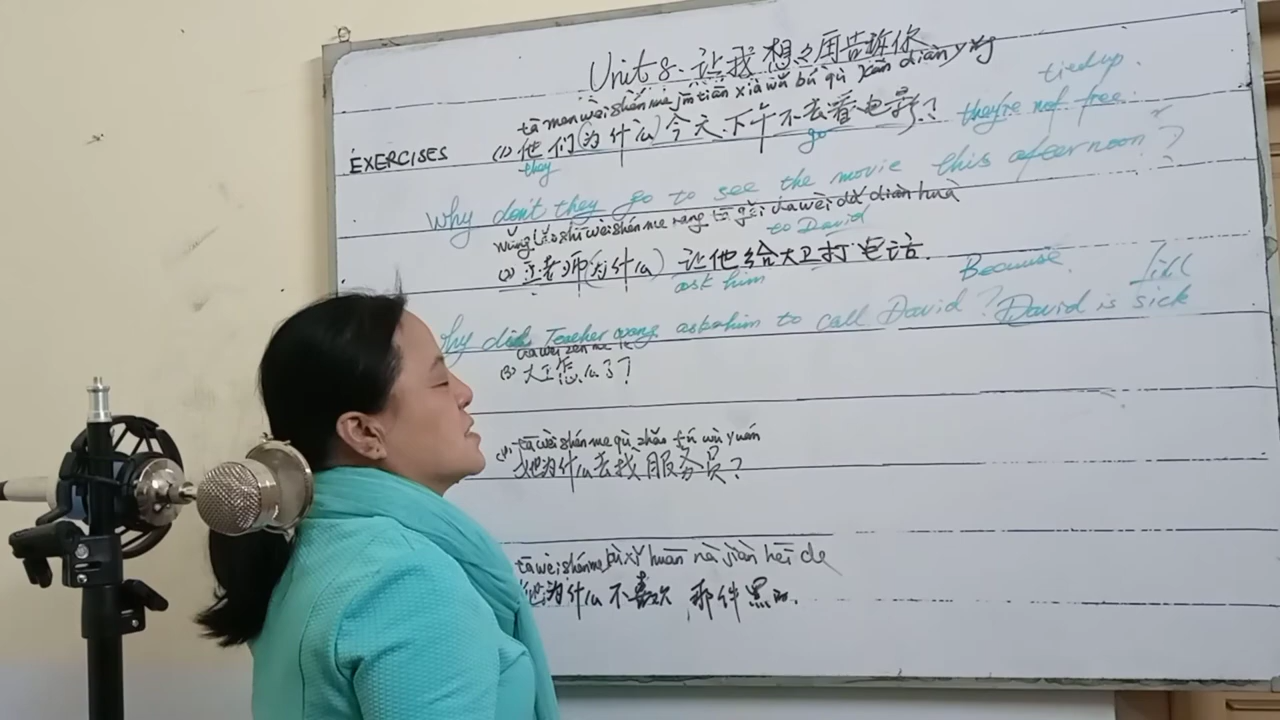 Unit 8. 让我想々再告诉你
tied up.
tā men wèi shén me jīn tiān xià wǔ bú qù kàn diàn yǐng
EXERCISES (1) 他们(为什么)今天下午不去看电影? they're not free.
they go
Why don't they go to see the movie this afternoon?
Wáng lǎo shī wèi shén me ràng tā gěi dà wèi dǎ diàn huà
to David
(2) 王老师(为什么) 让他给大卫打电话.
ask him Because ill
why did Teacher wang ask him to call David? David is sick
(3) 大卫怎么了?
tā wèi shén me qù zhǎo fú wù yuán
他为什么去找服务员?
tā wèi shén me bù xǐ huān nà jiàn hēi de
他为什么不喜欢 那件黑的.